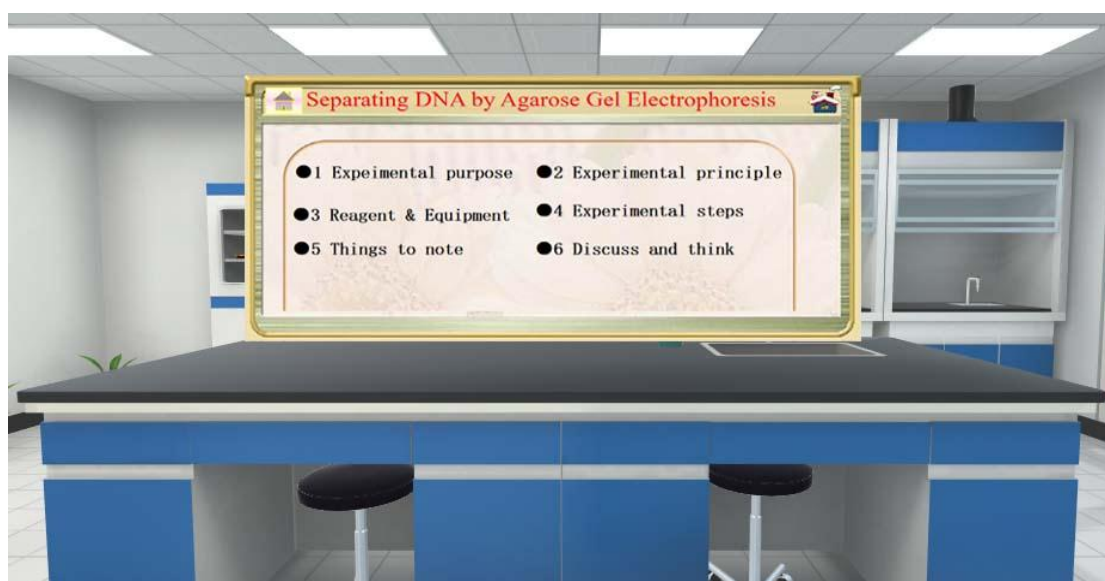 Separating DNA by Agarose Gel Electrophoresis
●1 Expeimental purpose ●2 Experimental principle
●3 Reagent & Equipment ●4 Experimental steps
●5 Things to note ●6 Discuss and think